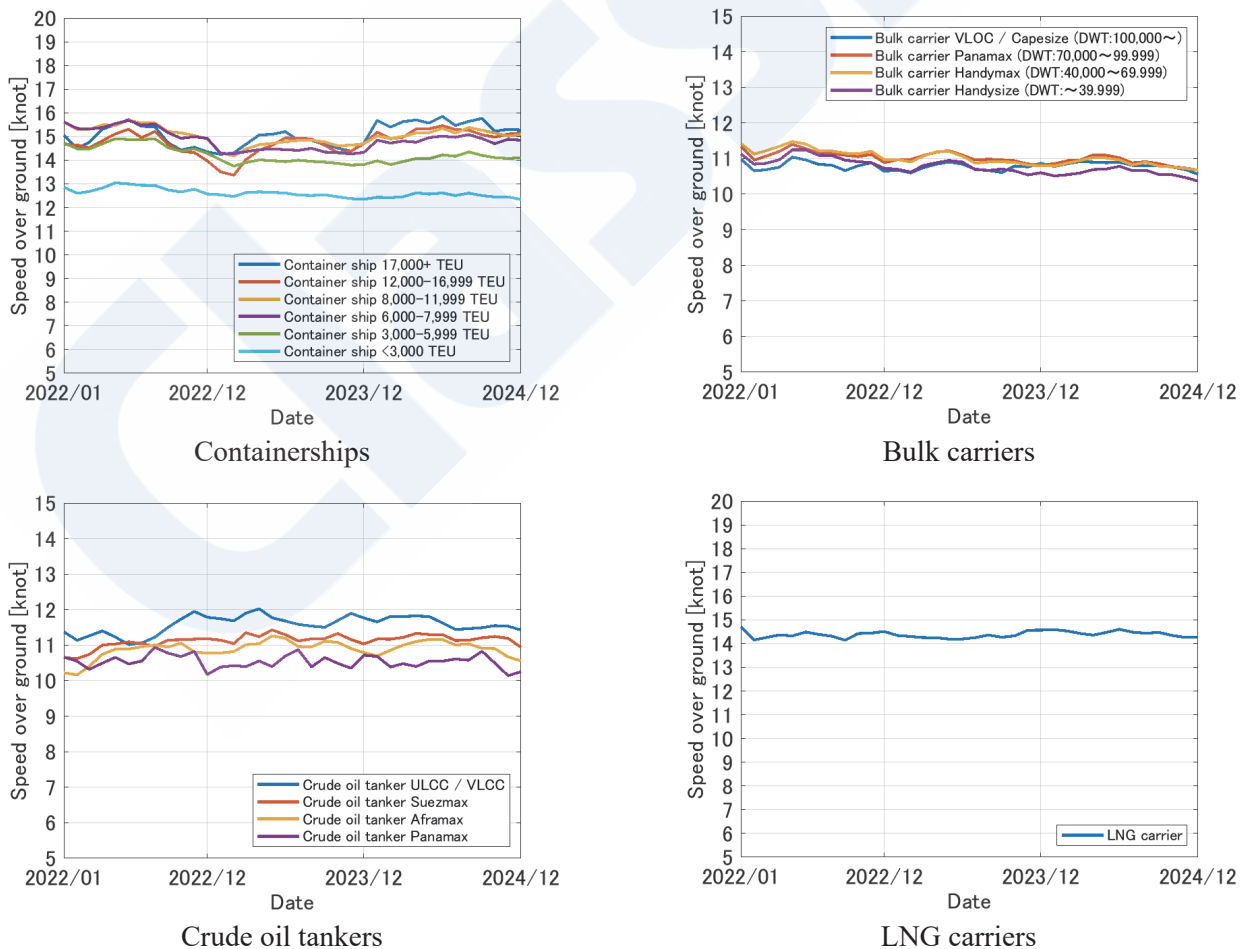 20
19
18
17
16
15
14
13
12
11
10
9
8
7
6
5
Speed over ground [knot]
Container ship 17,000+ TEU
Container ship 12,000-16,999 TEU
Container ship 8,000-11,999 TEU
Container ship 6,000-7,999 TEU
Container ship 3,000-5,999 TEU
Container ship <3,000 TEU
2022/01 2022/12 2023/12 2024/12
Date
Containerships
15
14
13
12
11
10
9
8
7
6
5
Speed over ground [knot]
Bulk carrier VLOC / Capesize (DWT:100,000～)
Bulk carrier Panamax (DWT:70,000～99.999)
Bulk carrier Handymax (DWT:40,000～69.999)
Bulk carrier Handysize (DWT:～39.999)
2022/01 2022/12 2023/12 2024/12
Date
Bulk carriers
15
14
13
12
11
10
9
8
7
6
5
Speed over ground [knot]
Crude oil tanker ULCC / VLCC
Crude oil tanker Suezmax
Crude oil tanker Aframax
Crude oil tanker Panamax
2022/01 2022/12 2023/12 2024/12
Date
Crude oil tankers
20
19
18
17
16
15
14
13
12
11
10
9
8
7
6
5
Speed over ground [knot]
LNG carrier
2022/01 2022/12 2023/12 2024/12
Date
LNG carriers